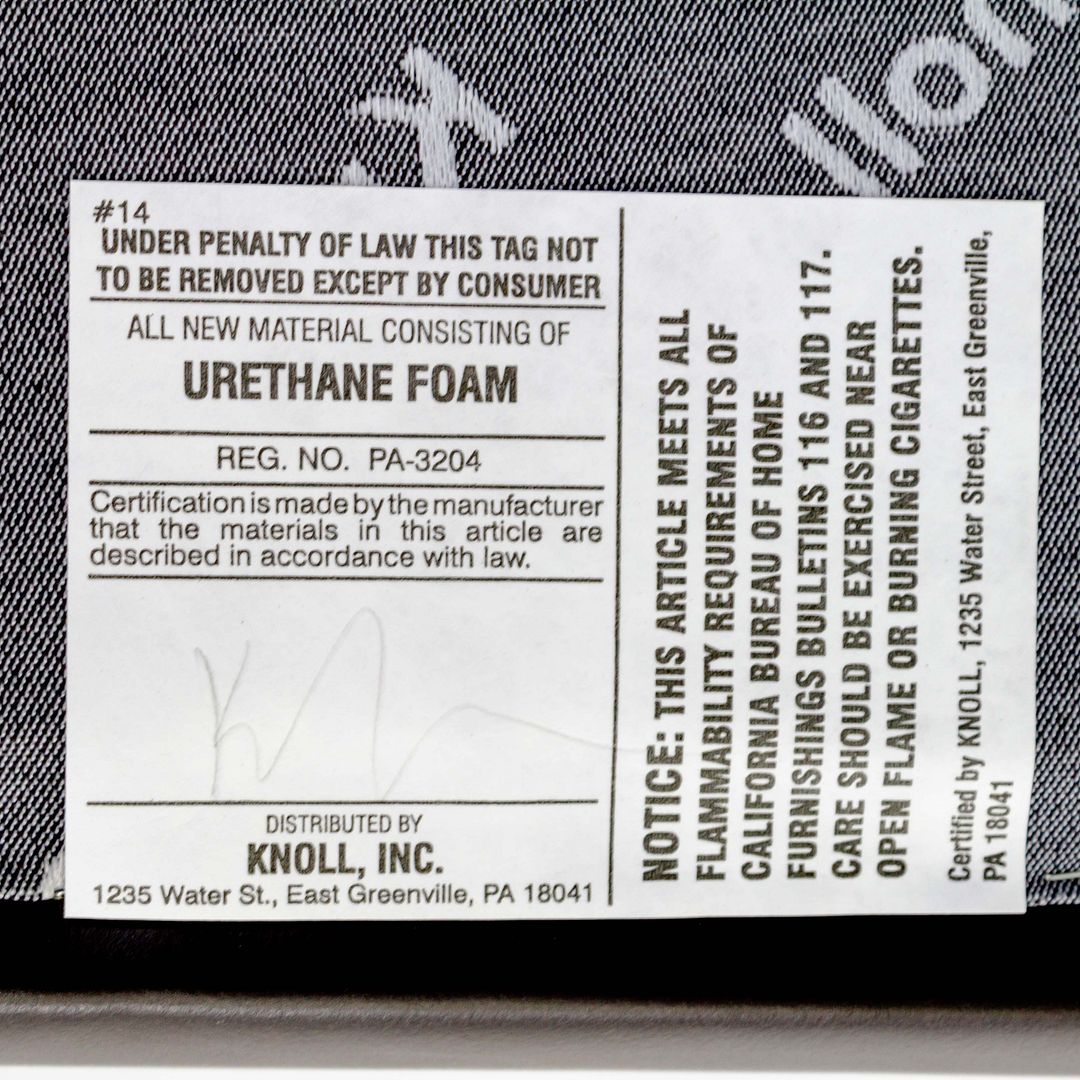 #14
UNDER PENALTY OF LAW THIS TAG NOT
TO BE REMOVED EXCEPT BY CONSUMER
ALL NEW MATERIAL CONSISTING OF
URETHANE FOAM
REG. NO. PA-3204
Certification is made by the manufacturer
that the materials in this article are
described in accordance with law.
DISTRIBUTED BY
KNOLL, INC.
1235 Water St., East Greenville, PA 18041
NOTICE: THIS ARTICLE MEETS ALL
FLAMMABILITY REQUIREMENTS OF
CALIFORNIA BUREAU OF HOME
FURNISHINGS BULLETINS 116 AND 117.
CARE SHOULD BE EXERCISED NEAR
OPEN FLAME OR BURNING CIGARETTES.
Certified by KNOLL, 1235 Water Street, East Greenville,
PA 18041